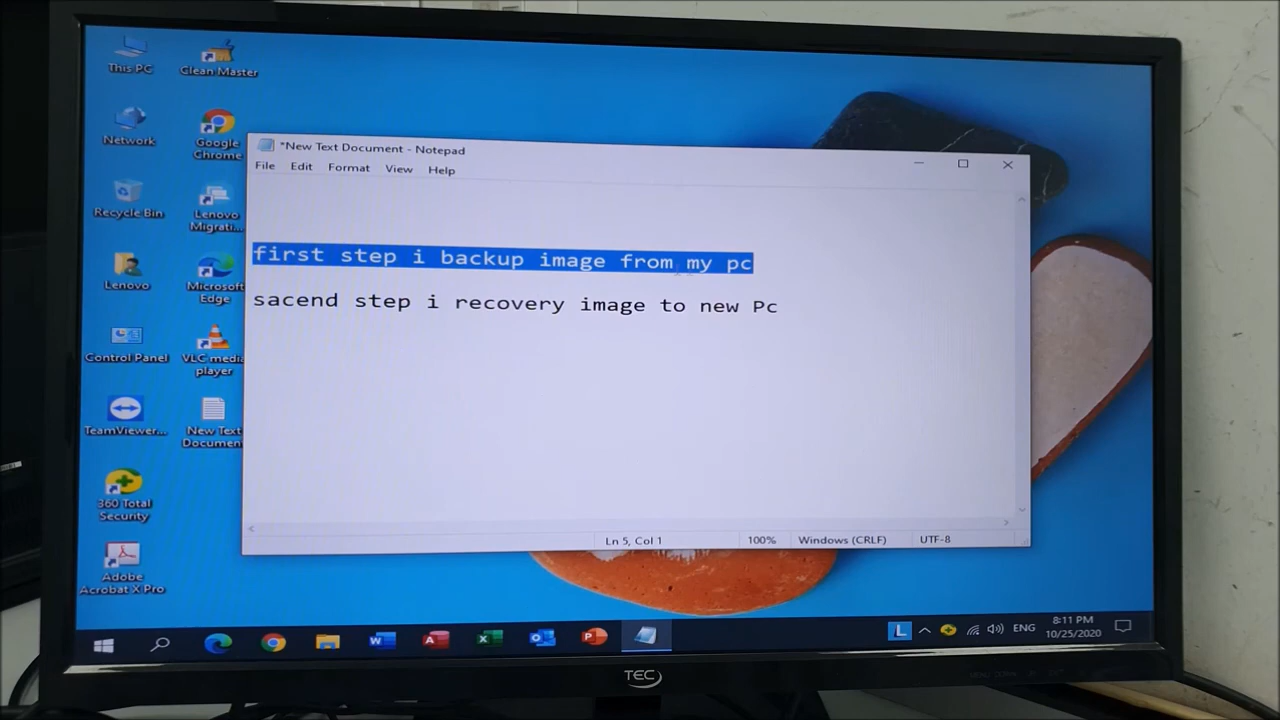 This PC
Clean Master
Network
Google
Chrome
Recycle Bin
Lenovo
Migrati...
Lenovo
Microsoft
Edge
Control Panel
VLC media
player
TeamViewer...
New Text
Document
360 Total
Security
Adobe
Acrobat X Pro
*New Text Document - Notepad
File Edit Format View Help
first step i backup image from my pc
sacend step i recovery image to new Pc
Ln 5, Col 1 100% Windows (CRLF) UTF-8
L ENG 8:11 PM
10/25/2020
TEC